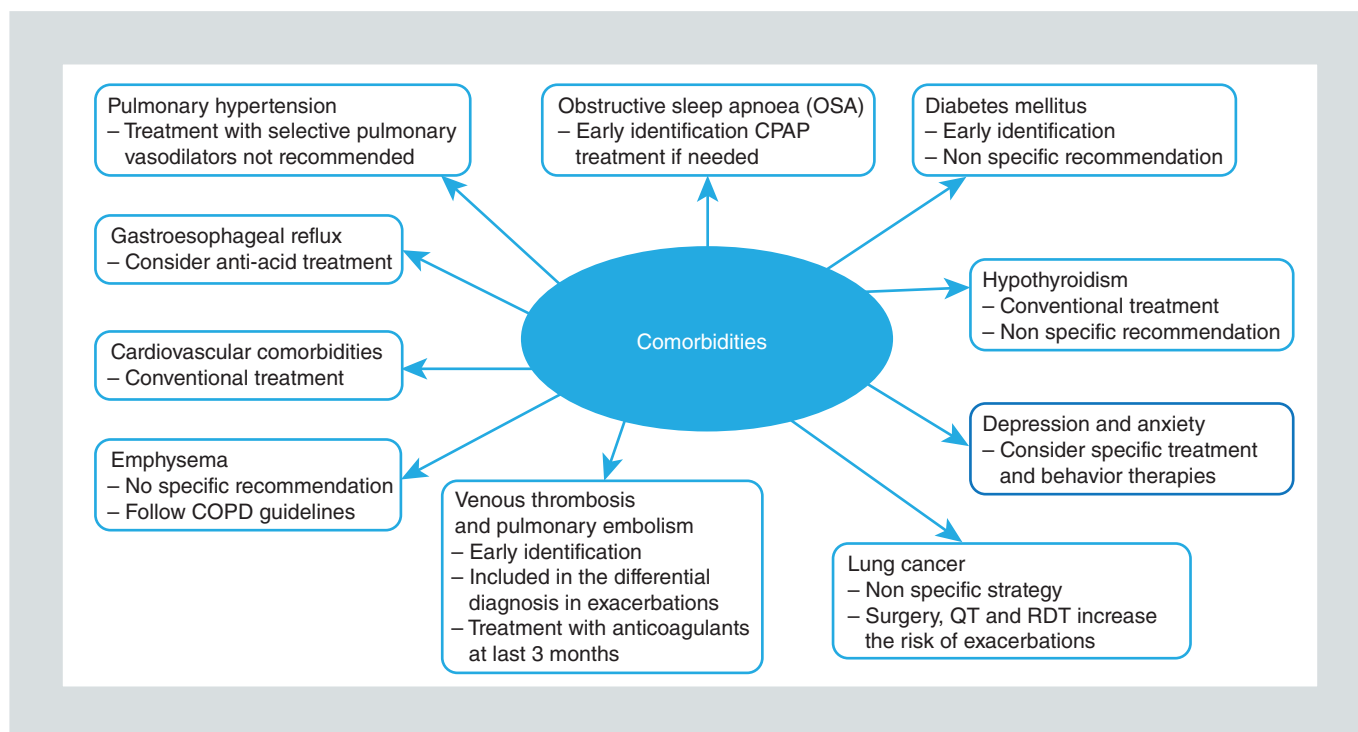 Pulmonary hypertension
– Treatment with selective pulmonary
vasodilators not recommended
Obstructive sleep apnoea (OSA)
– Early identification CPAP
treatment if needed
Diabetes mellitus
– Early identification
– Non specific recommendation
Gastroesophageal reflux
– Consider anti-acid treatment
Hypothyroidism
– Conventional treatment
– Non specific recommendation
Comorbidities
Cardiovascular comorbidities
– Conventional treatment
Depression and anxiety
– Consider specific treatment
and behavior therapies
Emphysema
– No specific recommendation
– Follow COPD guidelines
Venous thrombosis
and pulmonary embolism
– Early identification
– Included in the differential
diagnosis in exacerbations
– Treatment with anticoagulants
at last 3 months
Lung cancer
– Non specific strategy
– Surgery, QT and RDT increase
the risk of exacerbations